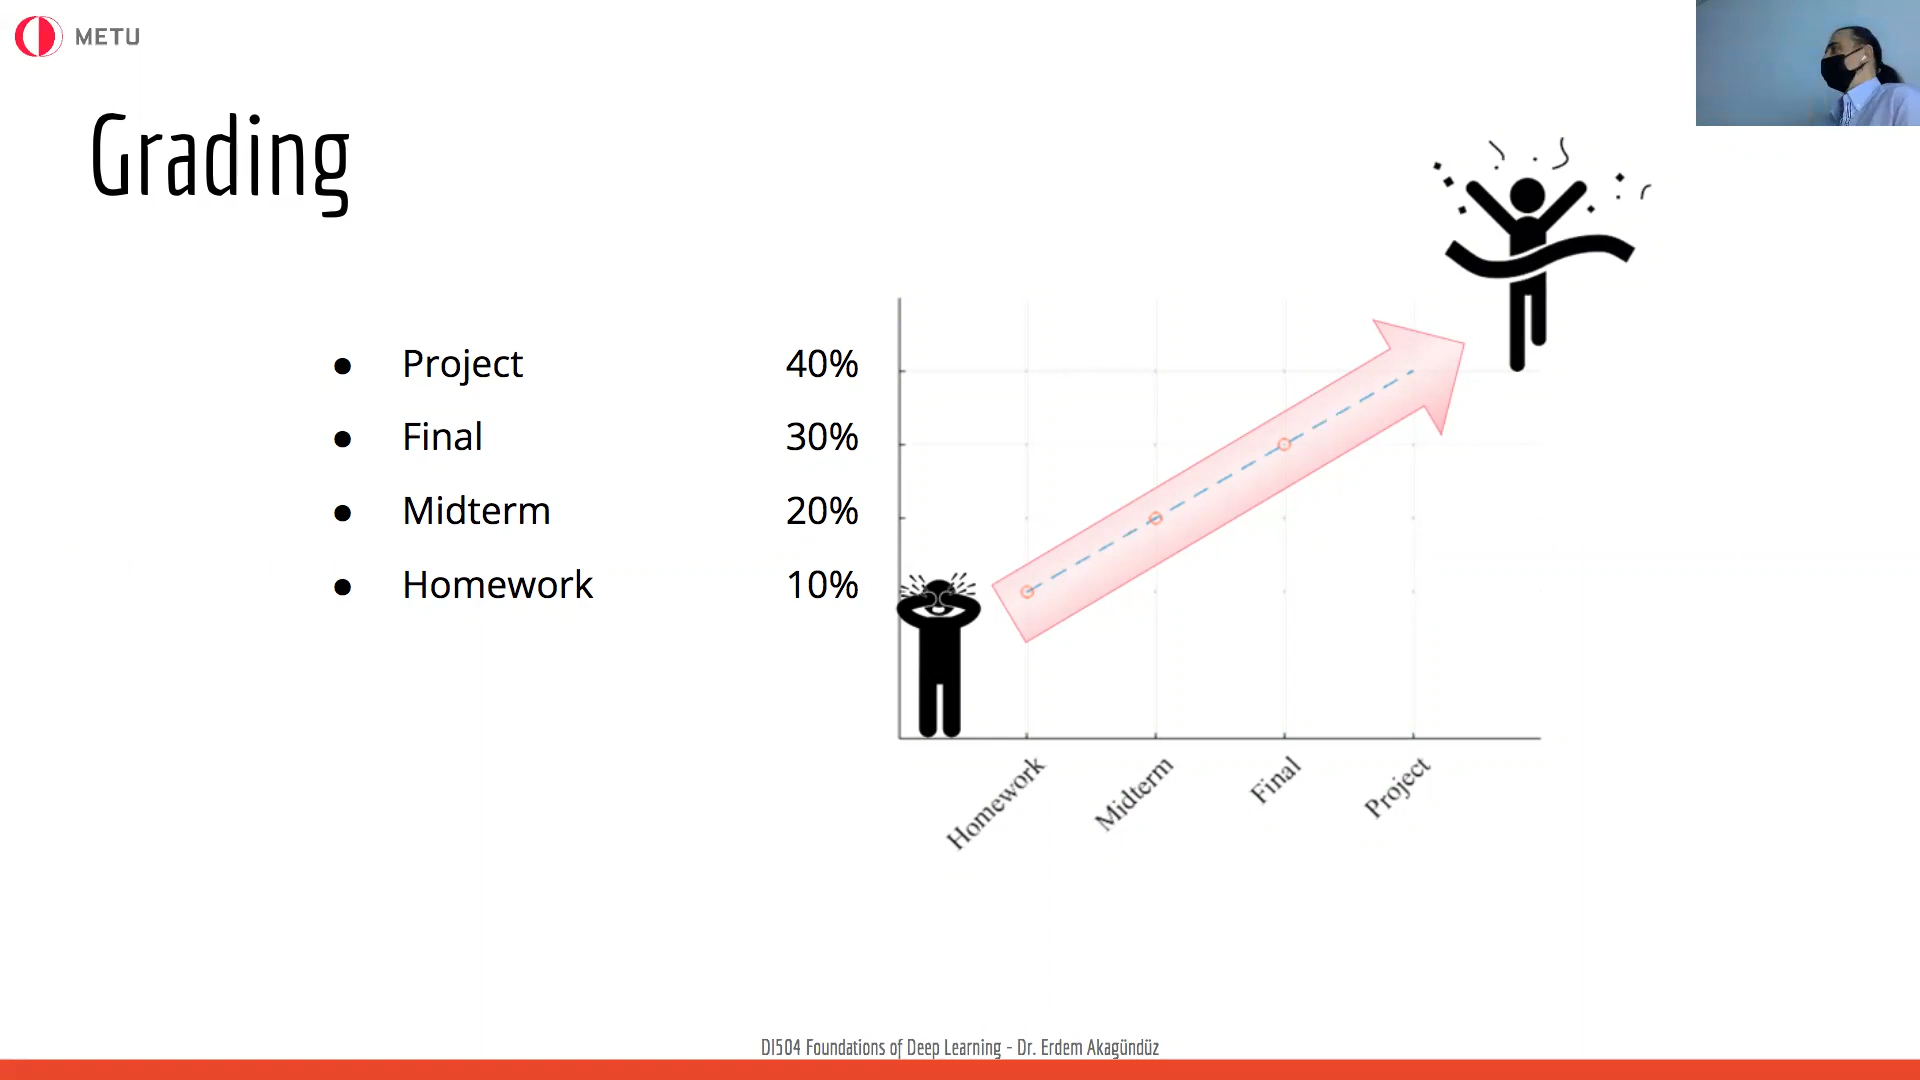 METU
Grading
● Project 40%
● Final 30%
● Midterm 20%
● Homework 10%
Homework
Midterm
Final
Project
DI504 Foundations of Deep Learning - Dr. Erdem Akagündüz